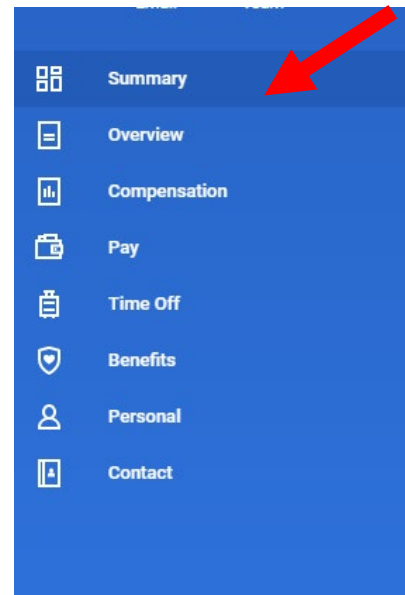 Summary
Overview
Compensation
Pay
Time Off
Benefits
Personal
Contact